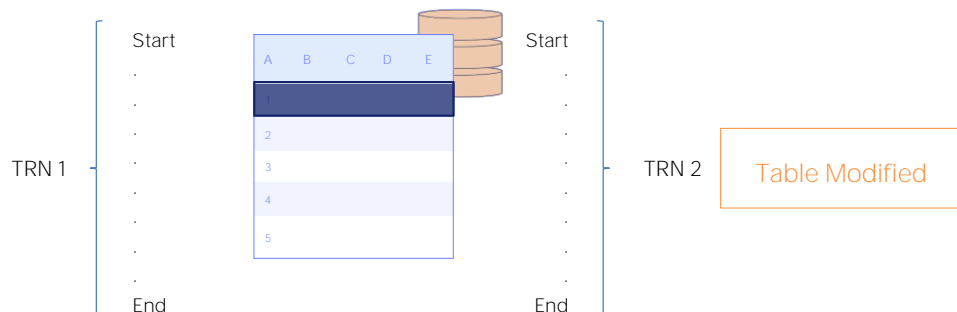 Start
Start
A B C D E
.
.
1
.
.
.
.
2
.
.
TRN 1
3
.
.
TRN 2
Table Modified
4
.
.
5
.
.
.
.
End
End